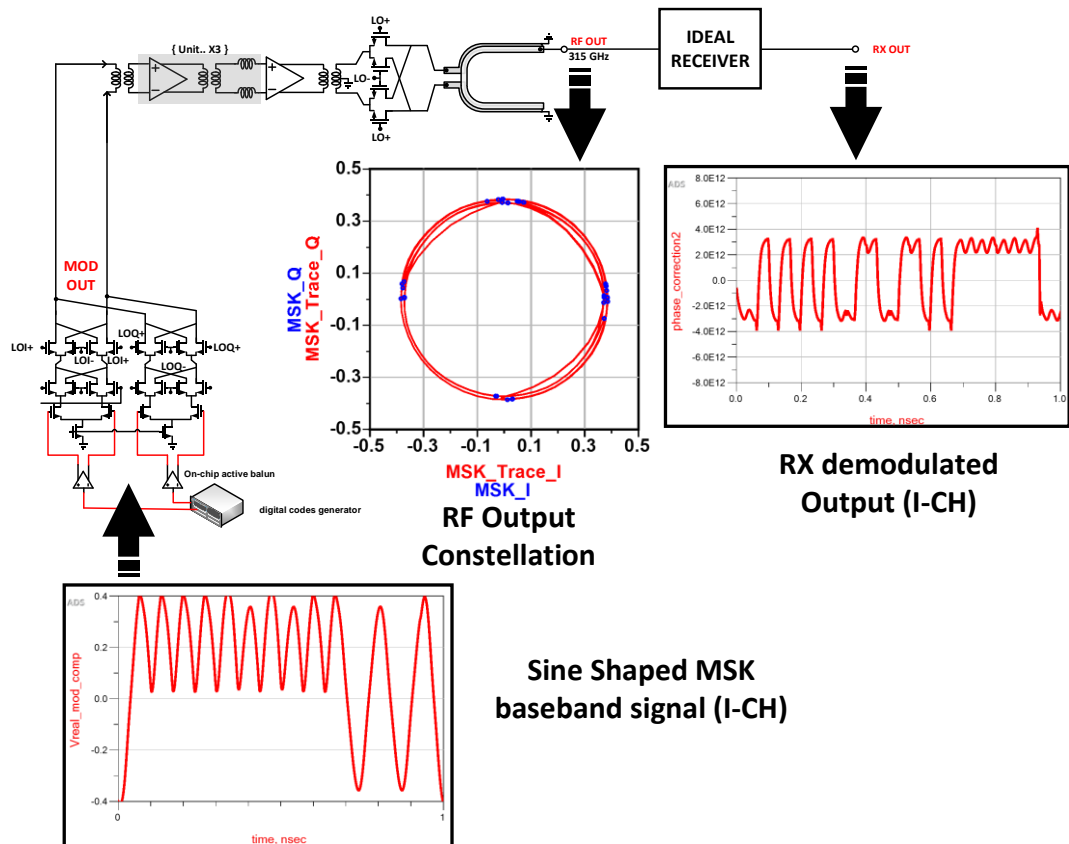 { Unit.. X3 }
LO+
LO-
LO+
RF OUT
315 GHz
IDEAL
RECEIVER
RX OUT
MOD
OUT
LOI+
LOI-
LOI+
LOQ+
LOQ-
LOQ+
On-chip active balun
digital codes generator
0.5
0.3
0.1
-0.1
-0.3
-0.5
-0.5 -0.3 -0.1 0.1 0.3 0.5
MSK_Q
MSK_Trace_Q
MSK_Trace_I
MSK_I
RF Output
Constellation
ADS
8.0E12
6.0E12
4.0E12
2.0E12
0.0
-2.0E12
-4.0E12
-6.0E12
-8.0E12
phase_correction2
0.0 0.2 0.4 0.6 0.8 1.0
time, nsec
RX demodulated
Output (I-CH)
ADS
0.4
0.2
0.0
-0.2
-0.4
Vreal_mod_comp
0 1
time, nsec
Sine Shaped MSK
baseband signal (I-CH)